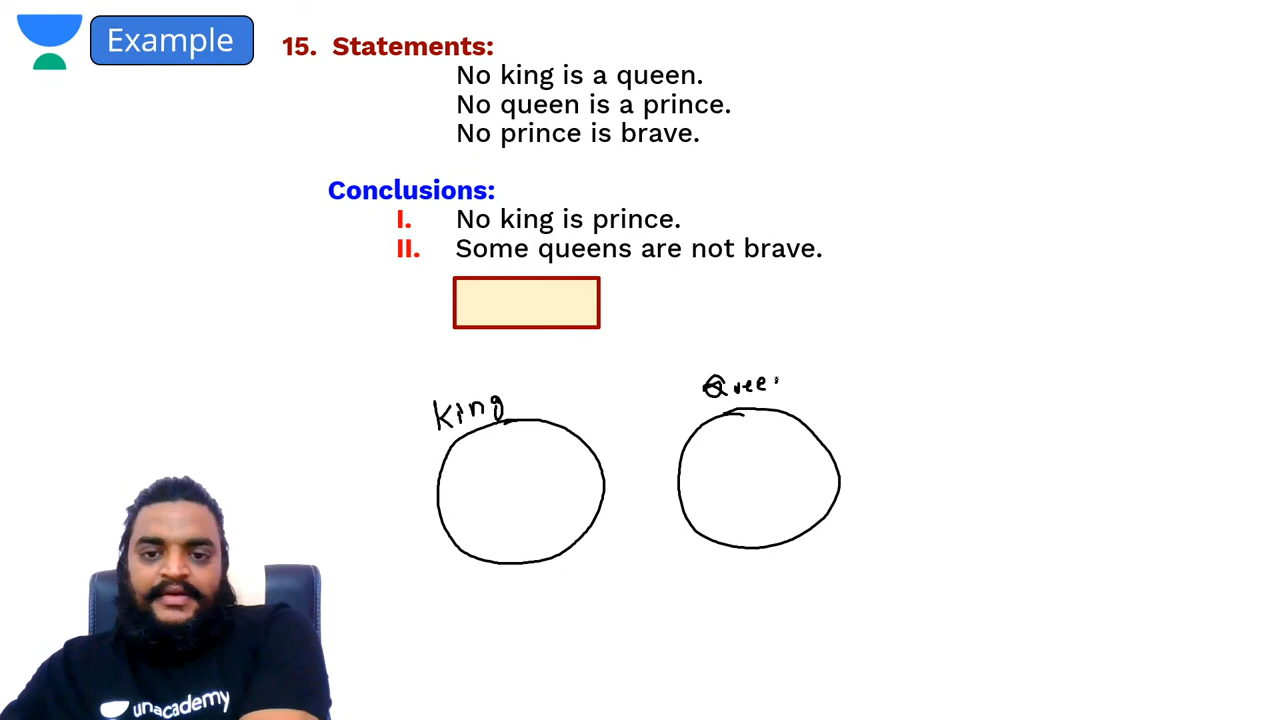 Example
15. Statements:
No king is a queen.
No queen is a prince.
No prince is brave.
Conclusions:
I. No king is prince.
II. Some queens are not brave.
King
Quee
unacademy